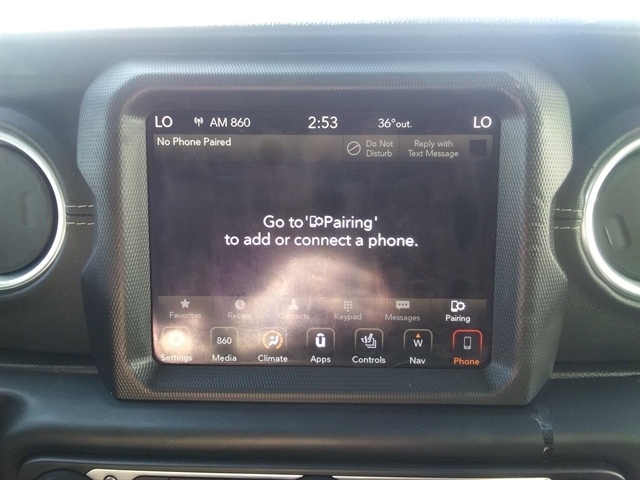 LO AM 860 2:53 36°out. LO
No Phone Paired
Do Not Disturb
Reply with Text Message
Go to 'Pairing'
to add or connect a phone.
Favorites Recent Contacts Keypad Messages Pairing
860 W
Settings Media Climate Apps Controls Nav Phone